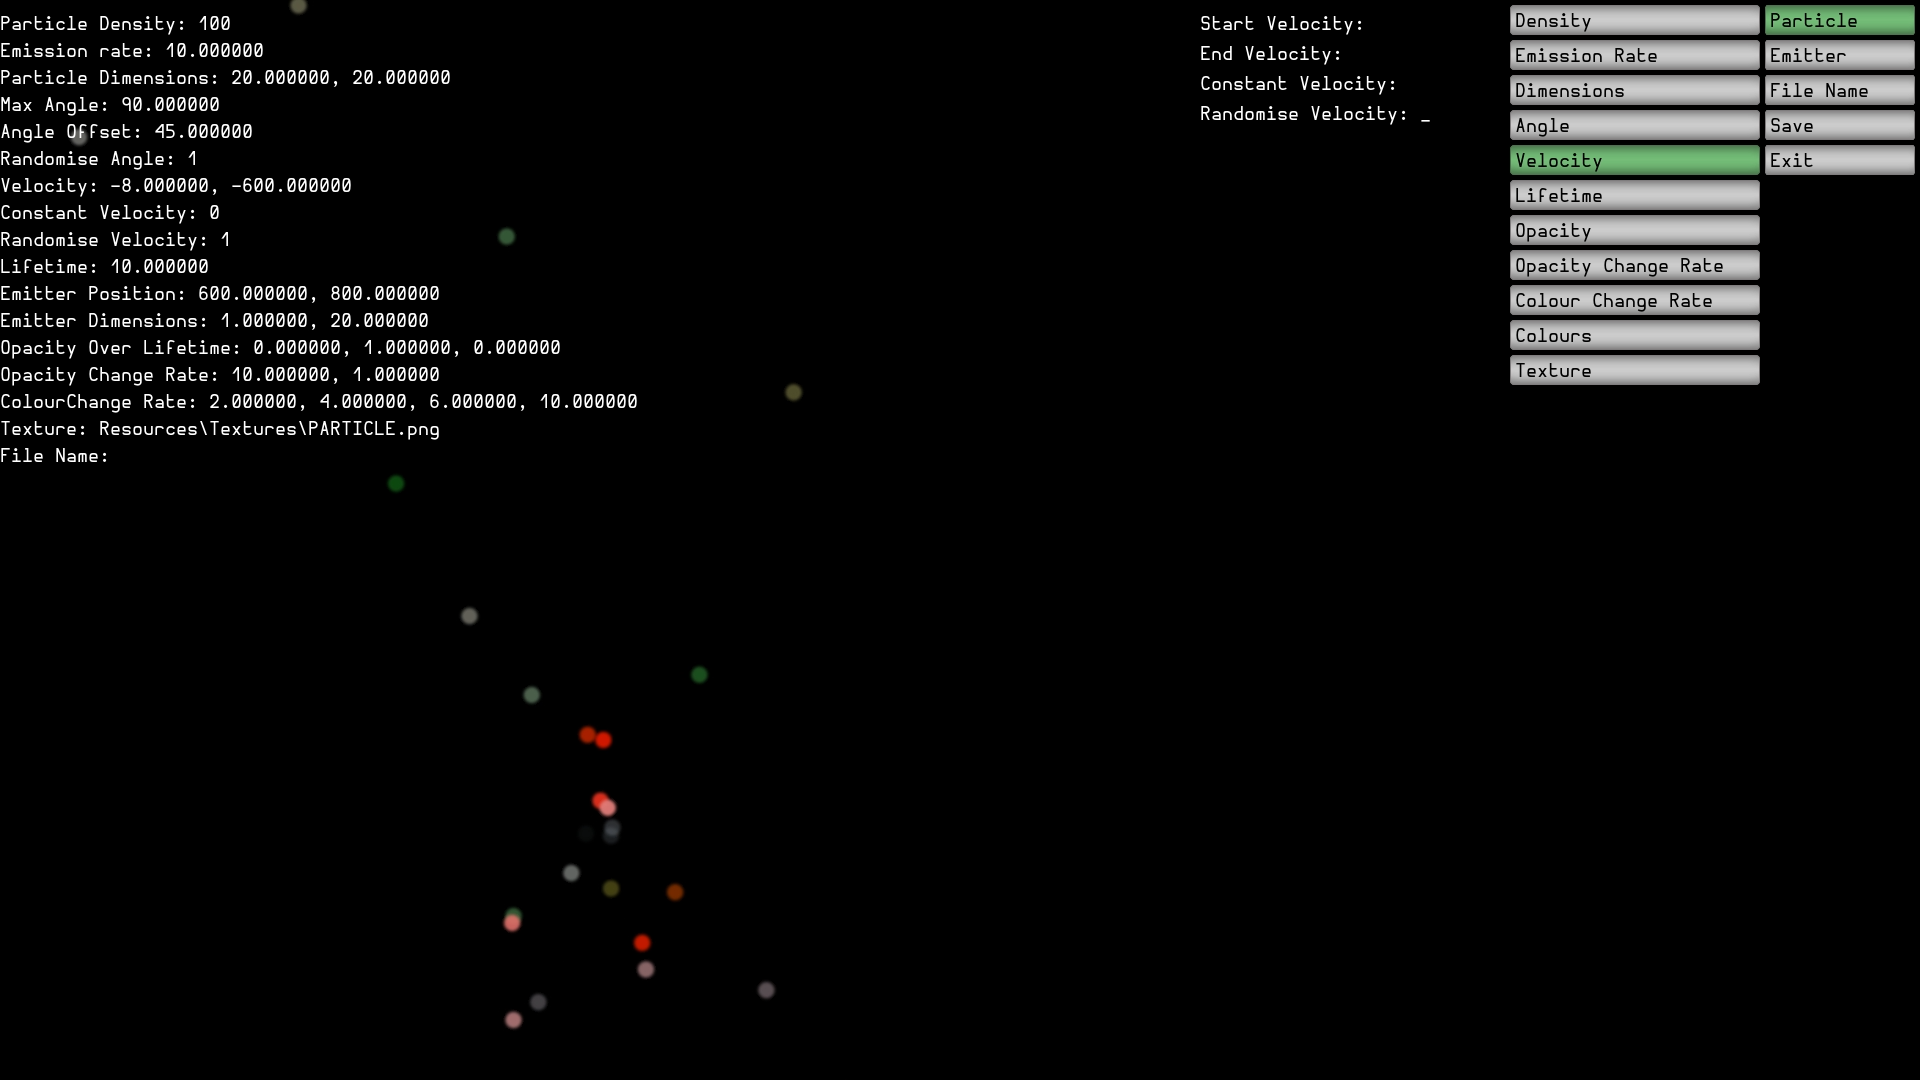 Particle Density: 100
Emission rate: 10.000000
Particle Dimensions: 20.000000, 20.000000
Max Angle: 90.000000
Angle Offset: 45.000000
Randomise Angle: 1
Velocity: -8.000000, -600.000000
Constant Velocity: 0
Randomise Velocity: 1
Lifetime: 10.000000
Emitter Position: 600.000000, 800.000000
Emitter Dimensions: 1.000000, 20.000000
Opacity Over Lifetime: 0.000000, 1.000000, 0.000000
Opacity Change Rate: 10.000000, 1.000000
ColourChange Rate: 2.000000, 4.000000, 6.000000, 10.000000
Texture: Resources\Textures\PARTICLE.png
File Name:
Start Velocity:
End Velocity:
Constant Velocity:
Randomise Velocity: _
Density
Emission Rate
Dimensions
Angle
Velocity
Lifetime
Opacity
Opacity Change Rate
Colour Change Rate
Colours
Texture
Particle
Emitter
File Name
Save
Exit